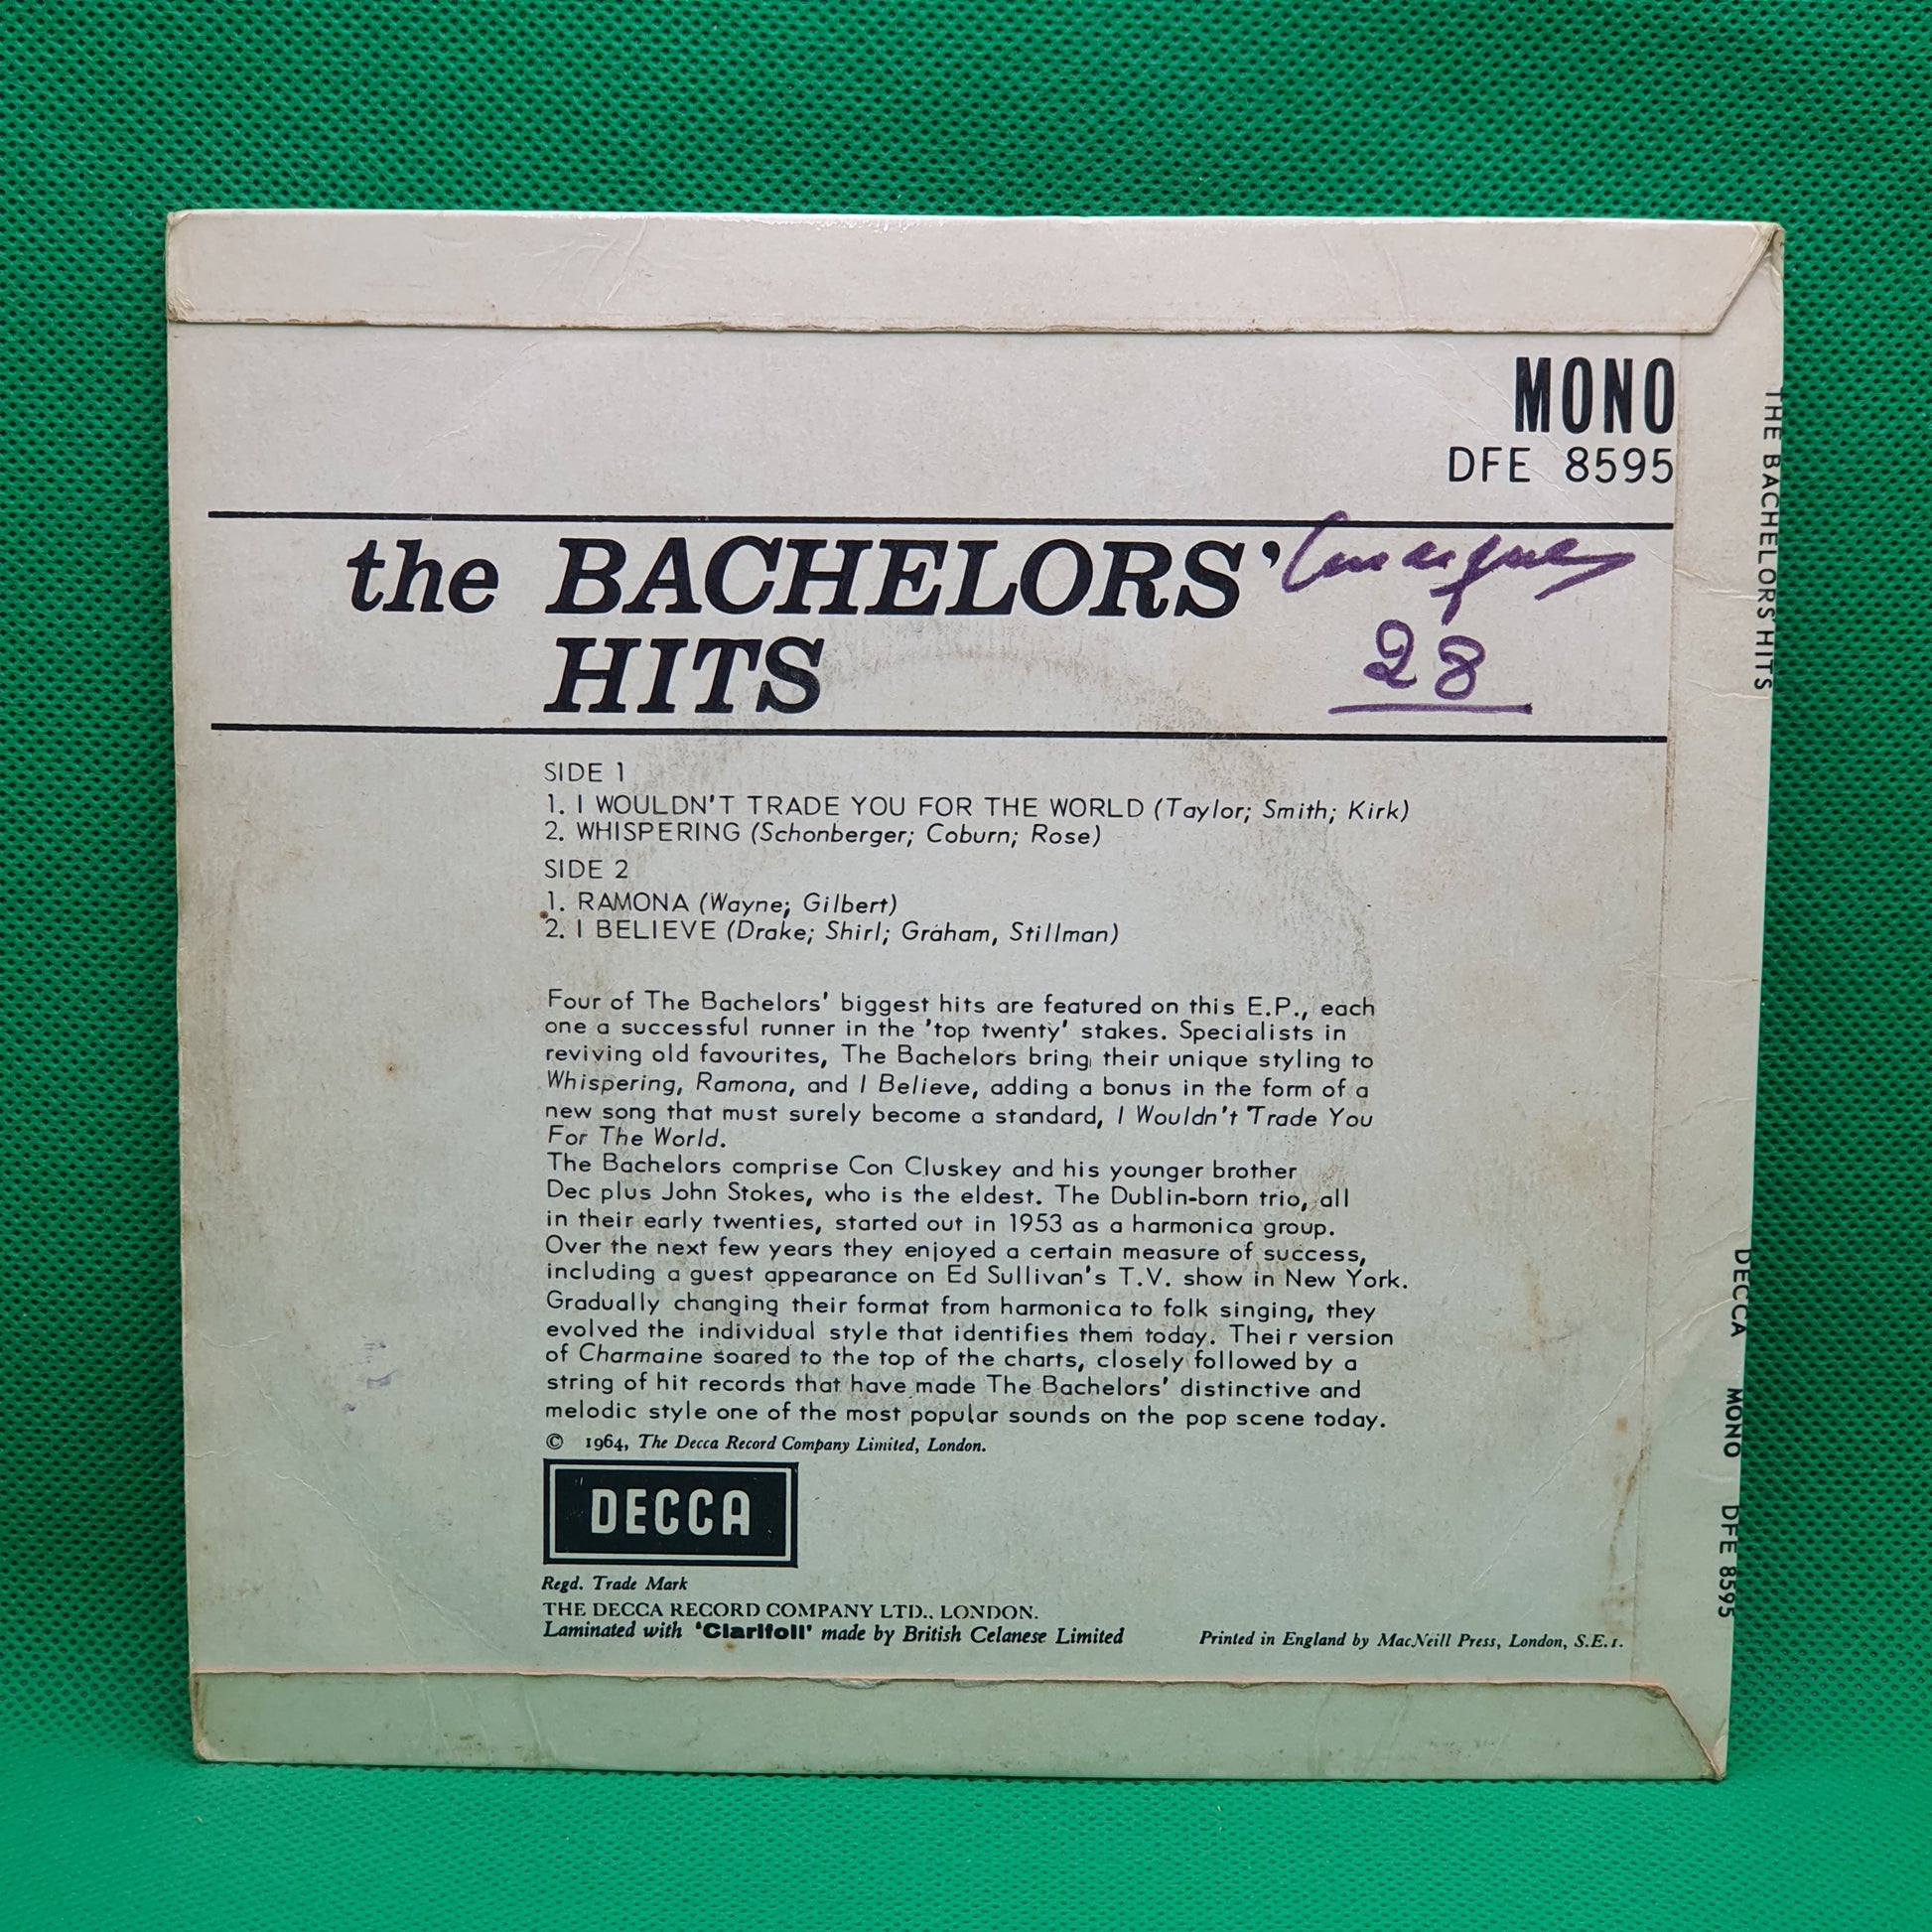 MONO
DFE 8595
the BACHELORS'
HITS
28
SIDE 1
1. I WOULDN'T TRADE YOU FOR THE WORLD (Taylor; Smith; Kirk)
2. WHISPERING (Schonberger; Coburn; Rose)
SIDE 2
1. RAMONA (Wayne; Gilbert)
2. I BELIEVE (Drake; Shirl; Graham, Stillman)
Four of The Bachelors' biggest hits are featured on this E.P., each
one a successful runner in the 'top twenty' stakes. Specialists in
reviving old favourites, The Bachelors bring their unique styling to
Whispering, Ramona, and I Believe, adding a bonus in the form of a
new song that must surely become a standard, I Wouldn't Trade You
For The World.
The Bachelors comprise Con Cluskey and his younger brother
Dec plus John Stokes, who is the eldest. The Dublin-born trio, all
in their early twenties, started out in 1953 as a harmonica group.
Over the next few years they enjoyed a certain measure of success,
including a guest appearance on Ed Sullivan's T.V. show in New York.
Gradually changing their format from harmonica to folk singing, they
evolved the individual style that identifies them today. Their version
of Charmaine soared to the top of the charts, closely followed by a
string of hit records that have made The Bachelors' distinctive and
melodic style one of the most popular sounds on the pop scene today.
© 1964, The Decca Record Company Limited, London.
DECCA
Regd. Trade Mark
THE DECCA RECORD COMPANY LTD., LONDON.
Laminated with 'Clarifoil' made by British Celanese Limited
Printed in England by MacNeill Press, London, S.E.1.
THE BACHELORS HITS DECCA MONO DFE 8595